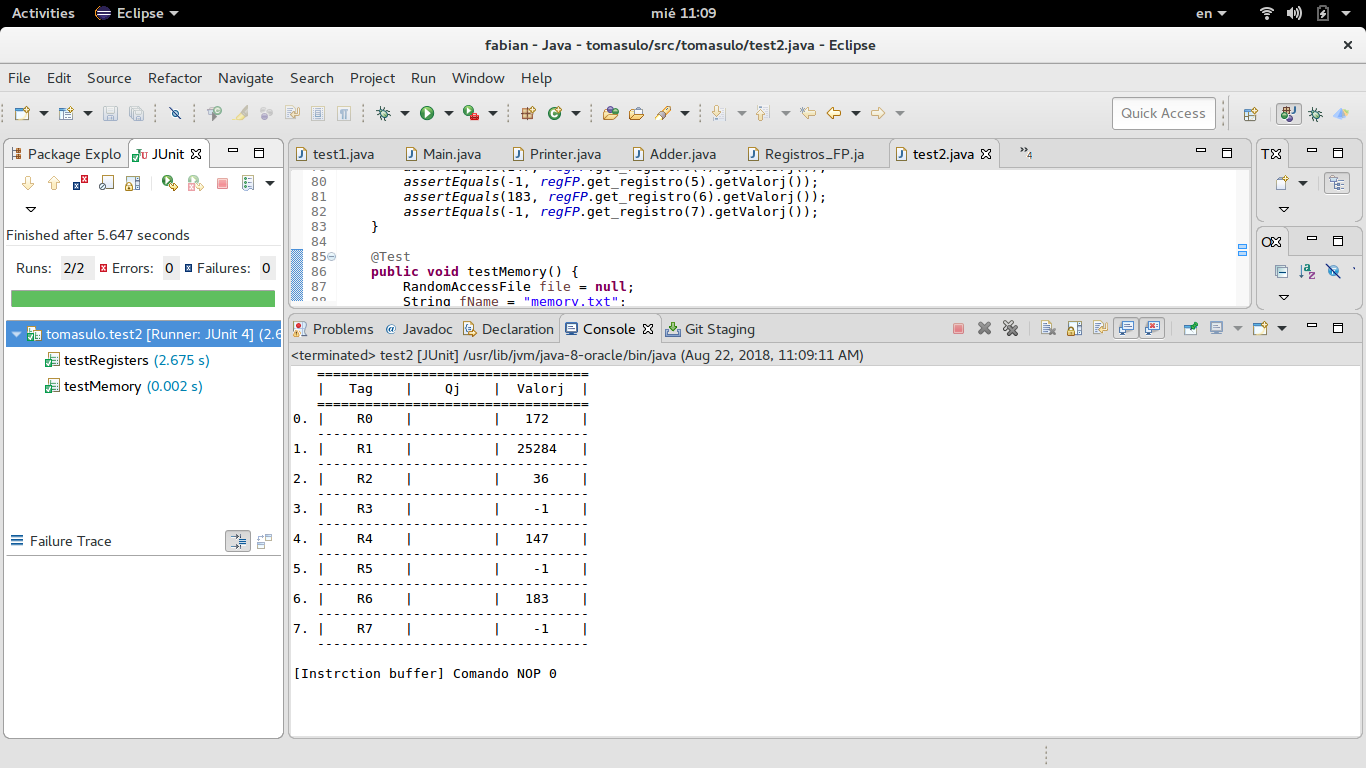 Activities Eclipse mié 11:09 en
fabian - Java - tomasulo/src/tomasulo/test2.java - Eclipse
File Edit Source Refactor Navigate Search Project Run Window Help
Quick Access
Package Explo JUnit
Finished after 5.647 seconds
Runs: 2/2 Errors: 0 Failures: 0
tomasulo.test2 [Runner: JUnit 4] (2.6
testRegisters (2.675 s)
testMemory (0.002 s)
Failure Trace
test1.java Main.java Printer.java Adder.java Registros_FP.ja test2.java »4
80 assertEquals(-1, regFP.get_registro(5).getValorj());
81 assertEquals(183, regFP.get_registro(6).getValorj());
82 assertEquals(-1, regFP.get_registro(7).getValorj());
83 }
84
85 @Test
86 public void testMemory() {
87 RandomAccessFile file = null;
88 String fName = "memory.txt";
Problems @ Javadoc Declaration Console Git Staging
<terminated> test2 [JUnit] /usr/lib/jvm/java-8-oracle/bin/java (Aug 22, 2018, 11:09:11 AM)
==================================
| Tag | Qj | Valorj |
==================================
0. | R0 | | 172 |
----------------------------------
1. | R1 | | 25284 |
----------------------------------
2. | R2 | | 36 |
----------------------------------
3. | R3 | | -1 |
----------------------------------
4. | R4 | | 147 |
----------------------------------
5. | R5 | | -1 |
----------------------------------
6. | R6 | | 183 |
----------------------------------
7. | R7 | | -1 |
----------------------------------
[Instrction buffer] Comando NOP 0